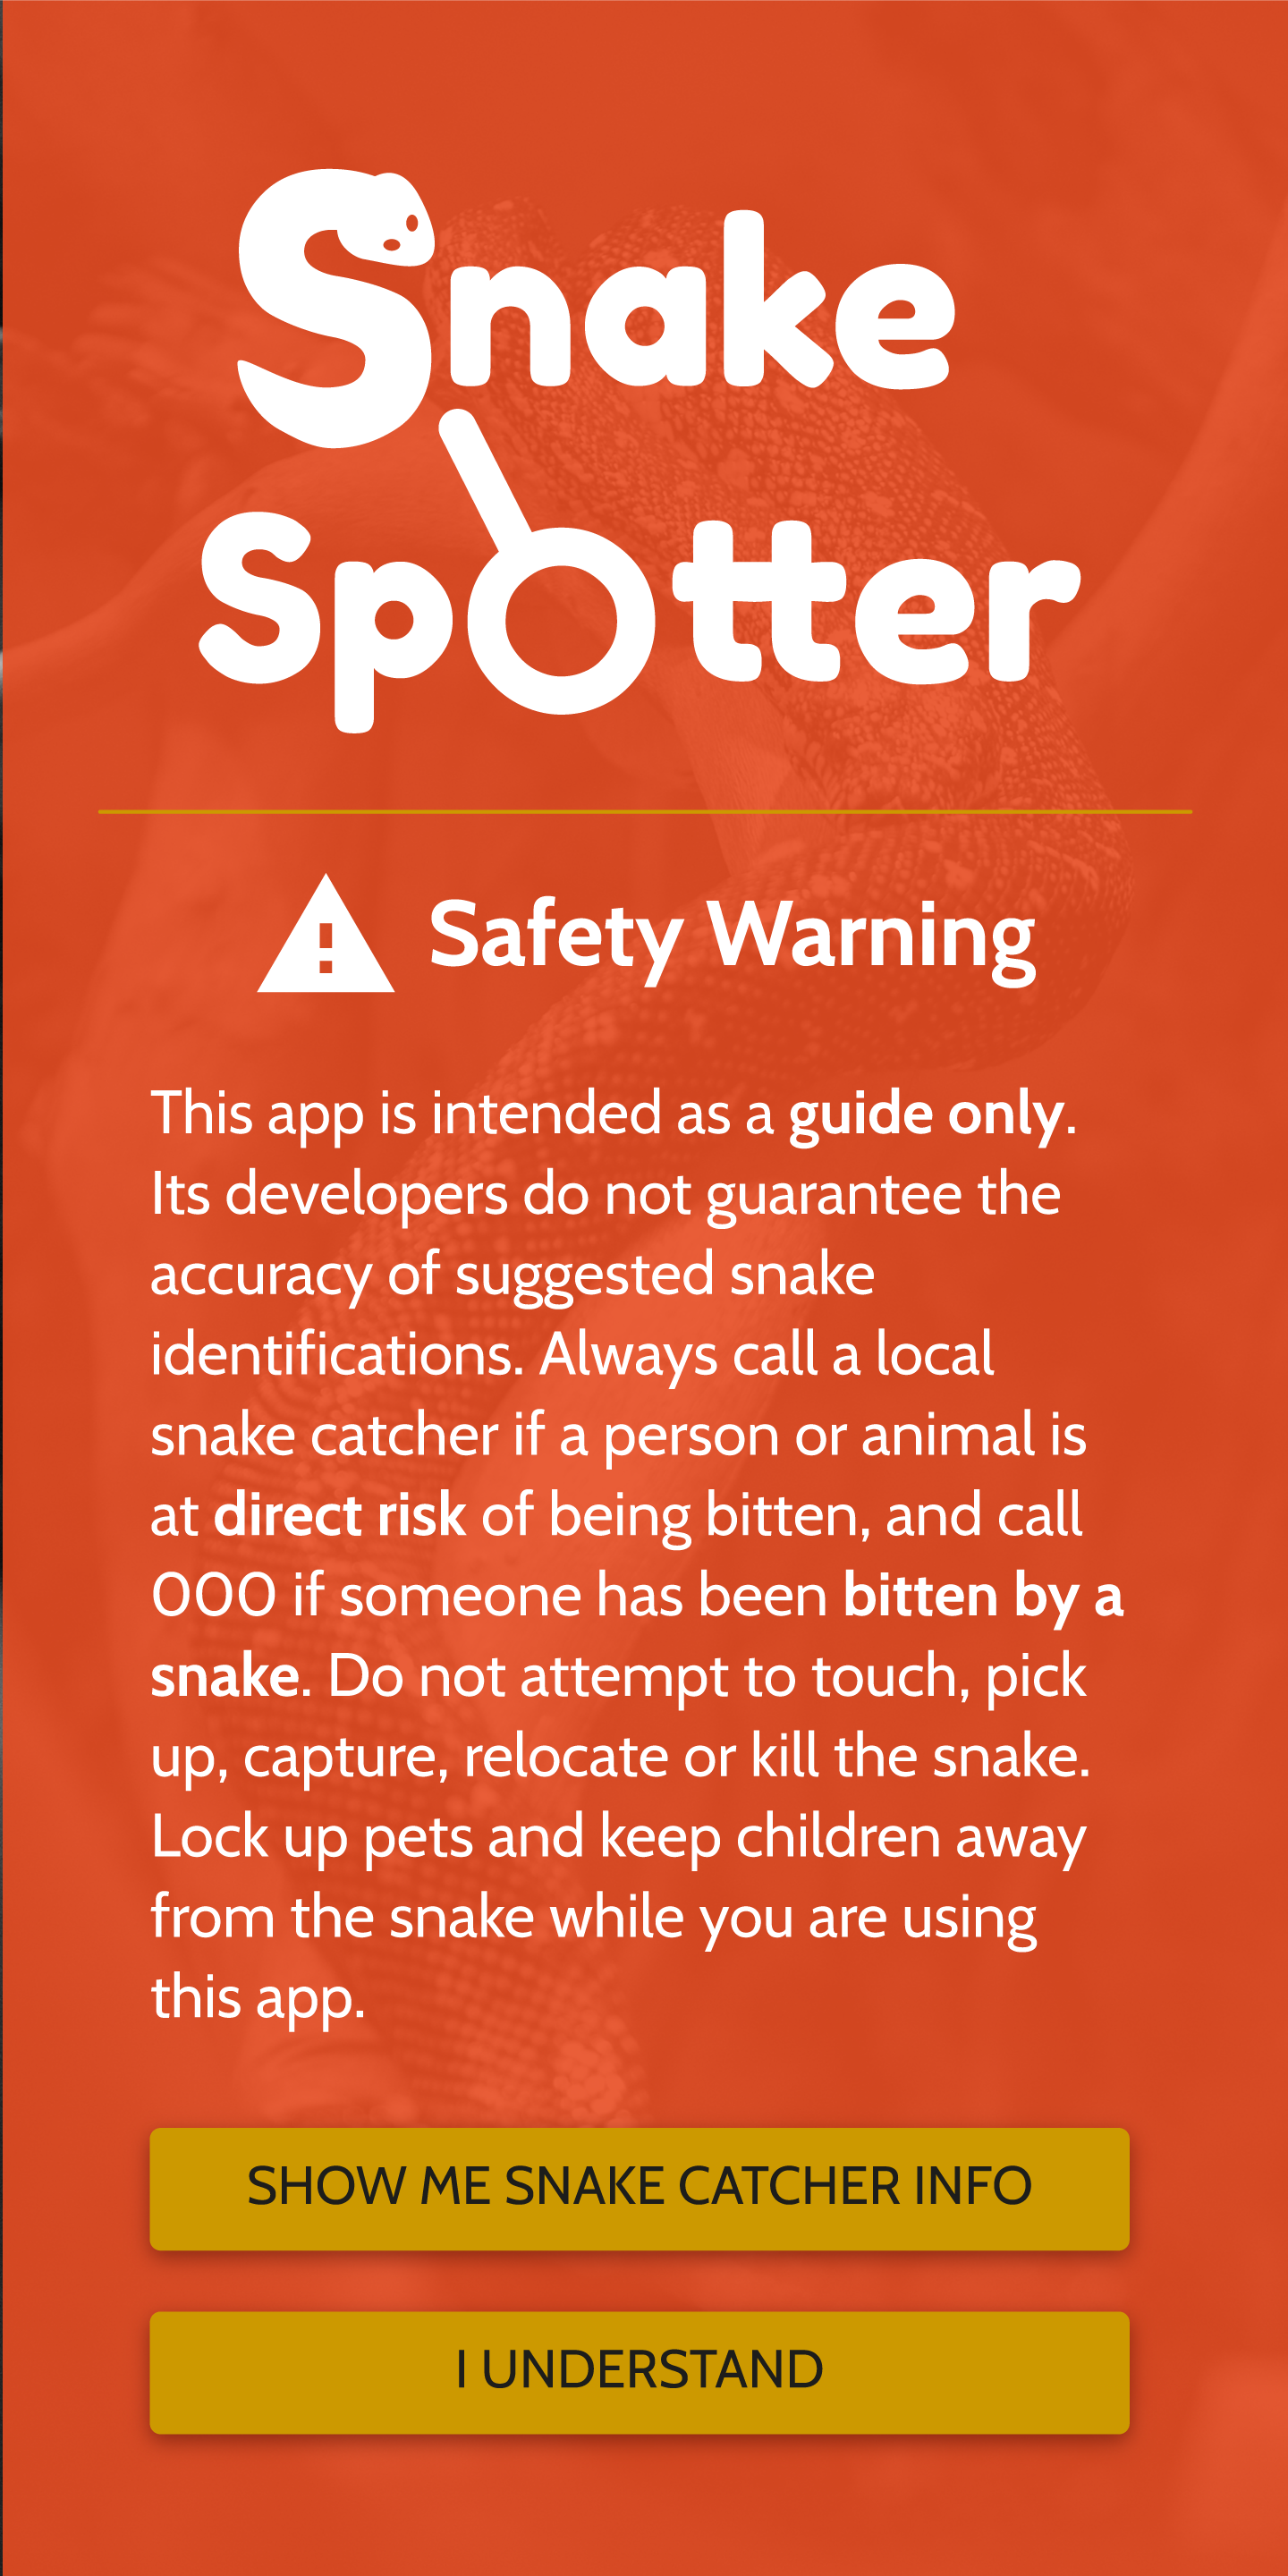 Snake
Spotter
Safety Warning
This app is intended as a guide only.
Its developers do not guarantee the
accuracy of suggested snake
identifications. Always call a local
snake catcher if a person or animal is
at direct risk of being bitten, and call
000 if someone has been bitten by a
snake. Do not attempt to touch, pick
up, capture, relocate or kill the snake.
Lock up pets and keep children away
from the snake while you are using
this app.
SHOW ME SNAKE CATCHER INFO
I UNDERSTAND